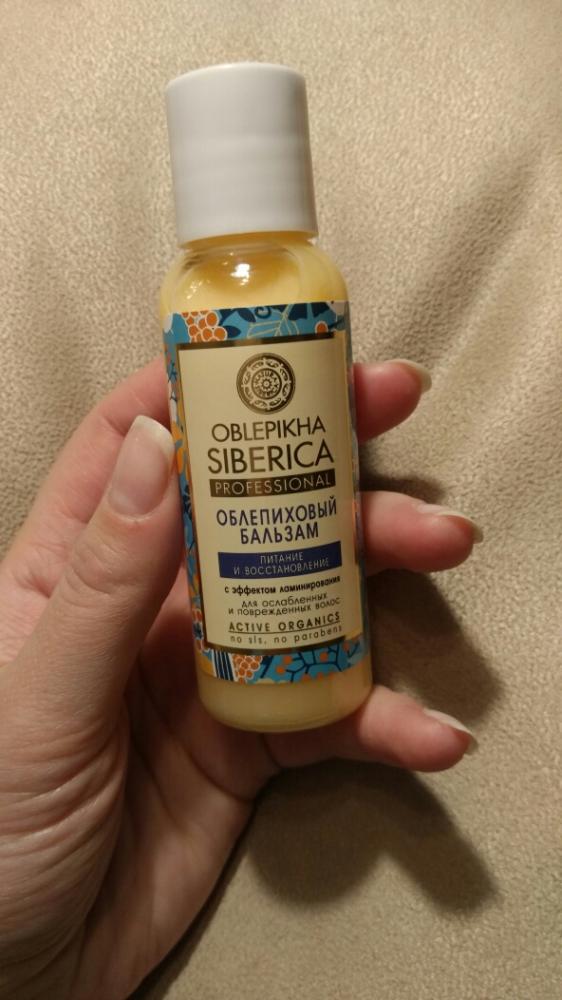 OBLEPIKHA
SIBERICA
PROFESSIONAL
ОБЛЕПИХОВЫЙ
БАЛЬЗАМ
ПИТАНИЕ
И ВОССТАНОВЛЕНИЕ
с эффектом ламинирования
для ослабленных
и поврежденных волос
ACTIVE ORGANICS
no sls, no parabens